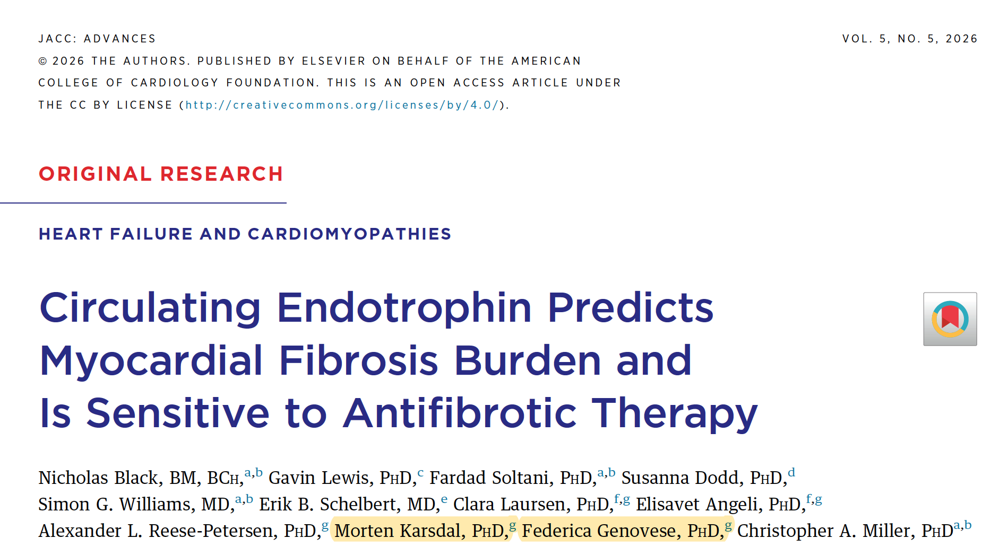 JACC: ADVANCES
VOL. 5, NO. 5, 2026
© 2026 THE AUTHORS. PUBLISHED BY ELSEVIER ON BEHALF OF THE AMERICAN
COLLEGE OF CARDIOLOGY FOUNDATION. THIS IS AN OPEN ACCESS ARTICLE UNDER
THE CC BY LICENSE (http://creativecommons.org/licenses/by/4.0/).
ORIGINAL RESEARCH
HEART FAILURE AND CARDIOMYOPATHIES
Circulating Endotrophin Predicts
Myocardial Fibrosis Burden and
Is Sensitive to Antifibrotic Therapy
Nicholas Black, BM, BCH,a,b Gavin Lewis, PHD,c Fardad Soltani, PHD,a,b Susanna Dodd, PHD,d
Simon G. Williams, MD,a,b Erik B. Schelbert, MD,e Clara Laursen, PHD,f,g Elisavet Angeli, PHD,f,g
Alexander L. Reese-Petersen, PHD,g Morten Karsdal, PHD,g Federica Genovese, PHD,g Christopher A. Miller, PHDa,b